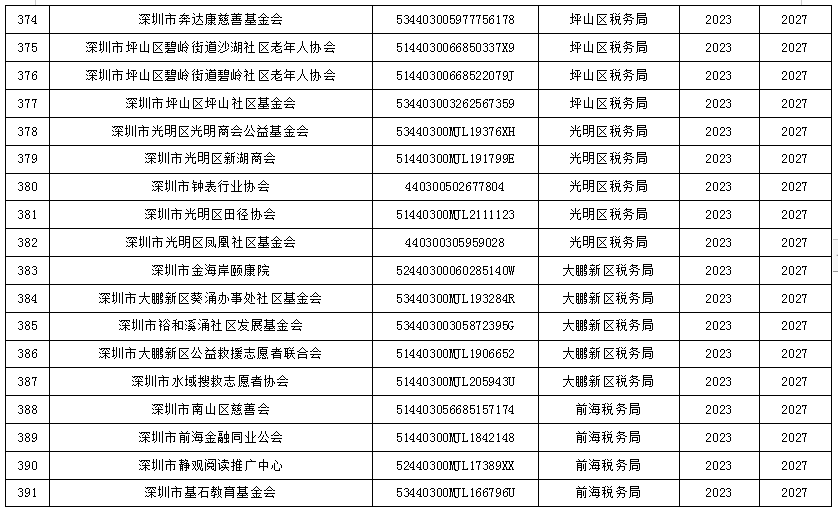 374 深圳市奔达康慈善基金会 534403005977756178 坪山区税务局 2023 2027
375 深圳市坪山区碧岭街道沙湖社区老年人协会 51440300066850337X9 坪山区税务局 2023 2027
376 深圳市坪山区碧岭街道碧岭社区老年人协会 51440300668522079J 坪山区税务局 2023 2027
377 深圳市坪山区坪山社区基金会 534403003262567359 坪山区税务局 2023 2027
378 深圳市光明区光明商会公益基金会 53440300MJL19376XH 光明区税务局 2023 2027
379 深圳市光明区新湖商会 51440300MJL191799E 光明区税务局 2023 2027
380 深圳市钟表行业协会 440300502677804 光明区税务局 2023 2027
381 深圳市光明区田径协会 51440300MJL2111123 光明区税务局 2023 2027
382 深圳市光明区凤凰社区基金会 440300305959028 光明区税务局 2023 2027
383 深圳市金海岸颐康院 52440300060285140W 大鹏新区税务局 2023 2027
384 深圳市大鹏新区葵涌办事处社区基金会 53440300MJL193284R 大鹏新区税务局 2023 2027
385 深圳市裕和溪涌社区发展基金会 53440300305872395G 大鹏新区税务局 2023 2027
386 深圳市大鹏新区公益救援志愿者联合会 51440300MJL1906652 大鹏新区税务局 2023 2027
387 深圳市水域搜救志愿者协会 51440300MJL205943U 大鹏新区税务局 2023 2027
388 深圳市南山区慈善会 514403056685157174 前海税务局 2023 2027
389 深圳市前海金融同业公会 51440300MJL1842148 前海税务局 2023 2027
390 深圳市静观阅读推广中心 52440300MJL17389XX 前海税务局 2023 2027
391 深圳市基石教育基金会 53440300MJL166796U 前海税务局 2023 2027